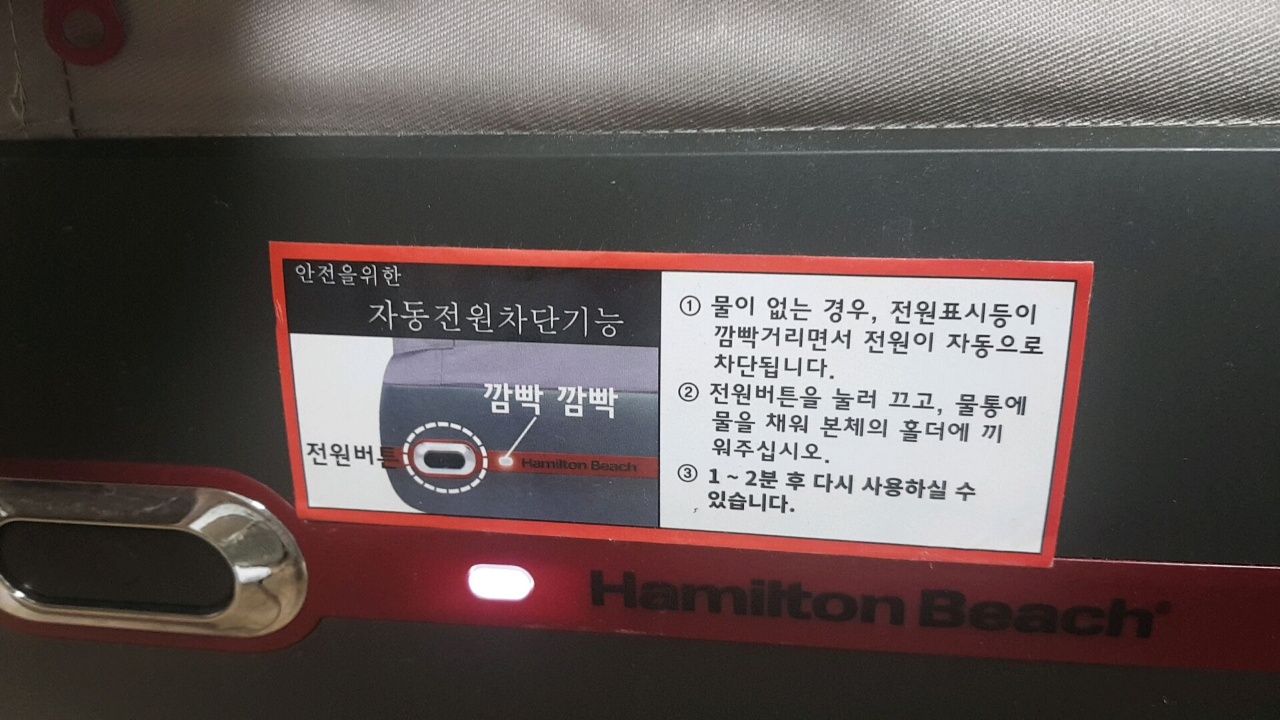 안전을위한
자동전원차단기능
깜빡 깜빡
전원버튼
Hamilton Beach
① 물이 없는 경우, 전원표시등이
깜빡거리면서 전원이 자동으로
차단됩니다.
② 전원버튼을 눌러 끄고, 물통에
물을 채워 본체의 홀더에 끼
워주십시오.
③ 1 ~ 2분 후 다시 사용하실 수
있습니다.
Hamilton Beach®